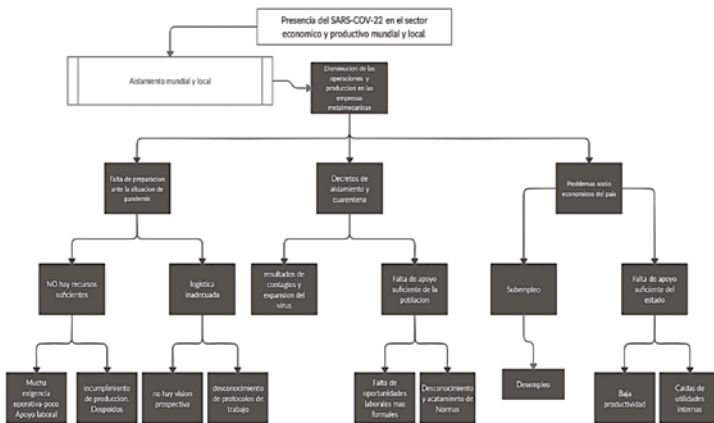 Presencia del SARS-COV-22 en el sector
economico y productivo mundial y local.
Aislamiento mundial y local
Disminucion de las
operaciones y
produccion en las
empresas
metalmecanicas
Falta de preparacion
ante la situacion de
pandemis
Decretos de
aislamiento y
cuarentena
Problemas socio
economicos del pais
NO hay recursos
suficientes
logística
inadecuada
resultados de
contagios y
expansion del
virus
Falta de apoyo
suficiente de la
poblacion
Subempleo
Falta de apoyo
suficiente del
estado
Mucha
exigencia
operativa-poco
Apoyo laboral
incumplimiento
de produccion.
Despidos
no hay vision
prospectiva
desconocimiento
de protocolos de
trabajo
Falta de
oportunidades
laborales mas
formales
Desconocimiento
y acatamineto de
Normas
Desempleo
Baja
productividad
Caidas de
utilidades
internas